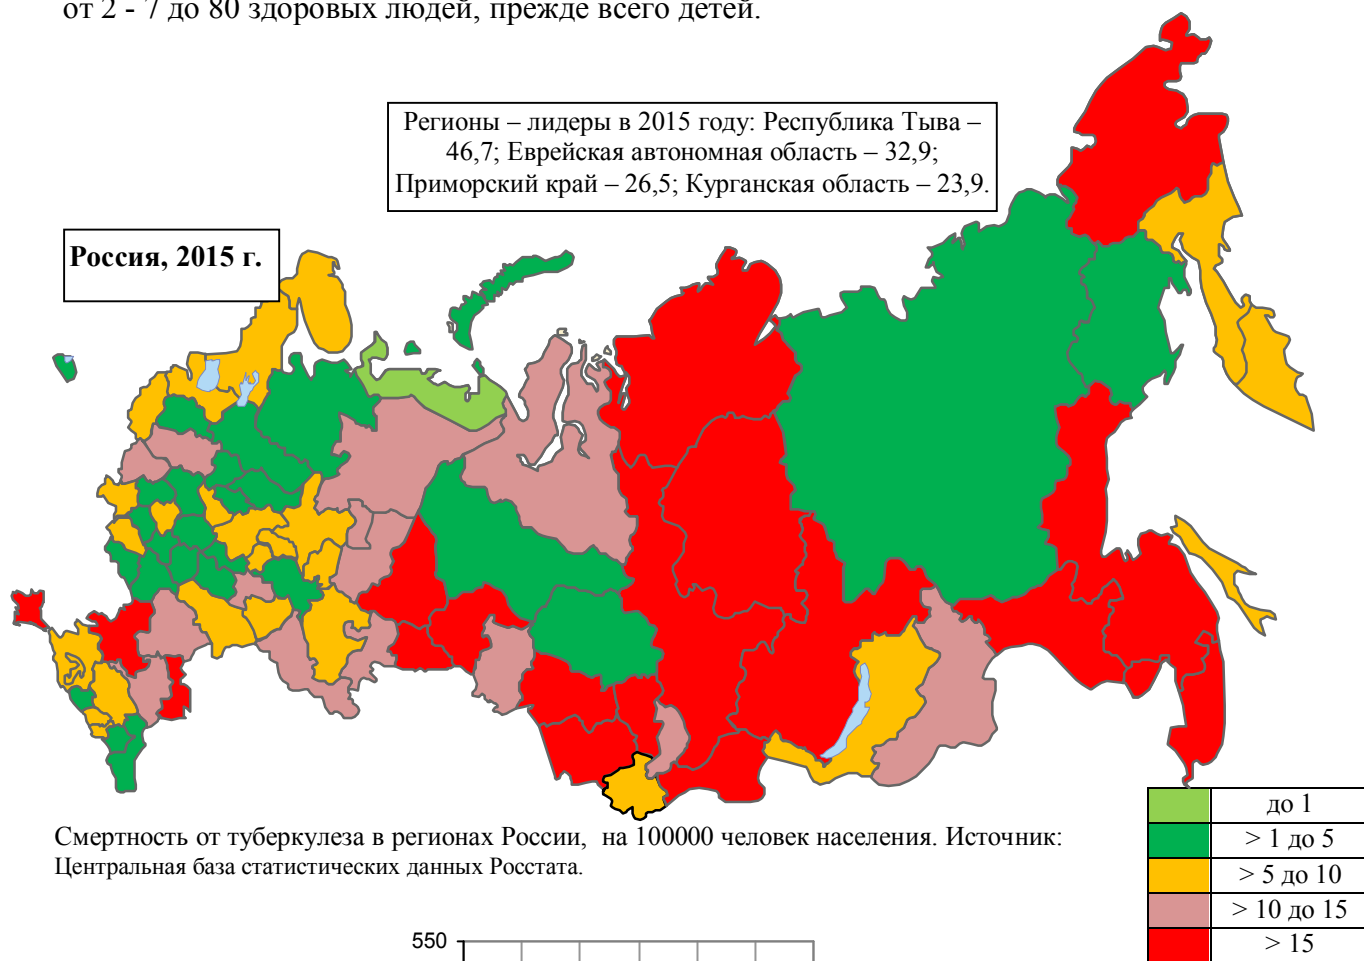 от 2 - 7 до 80 здоровых людей, прежде всего детей.
Регионы – лидеры в 2015 году: Республика Тыва –
46,7; Еврейская автономная область – 32,9;
Приморский край – 26,5; Курганская область – 23,9.
Россия, 2015 г.
до 1
> 1 до 5
> 5 до 10
> 10 до 15
> 15
Смертность от туберкулеза в регионах России, на 100000 человек населения. Источник:
Центральная база статистических данных Росстата.
550